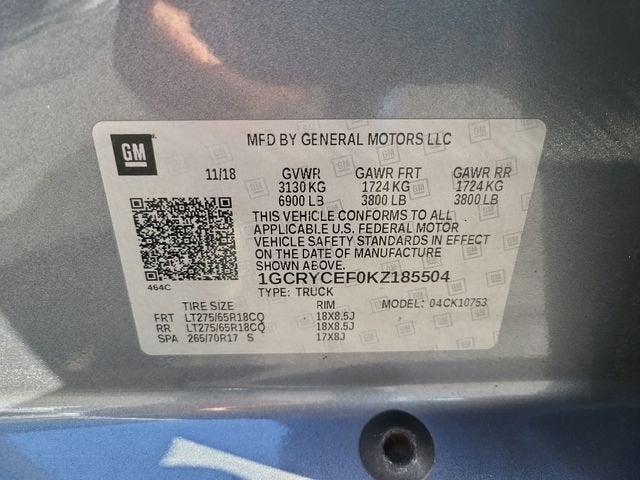 GM
MFD BY GENERAL MOTORS LLC
11/18 GVWR GAWR FRT GAWR RR
3130 KG 1724 KG 1724 KG
6900 LB 3800 LB 3800 LB
THIS VEHICLE CONFORMS TO ALL
APPLICABLE U.S. FEDERAL MOTOR
VEHICLE SAFETY STANDARDS IN EFFECT
ON THE DATE OF MANUFACTURE
SHOWN ABOVE.
464C 1GCRYCEF0KZ185504
TYPE: TRUCK MODEL: 04CK10753
TIRE SIZE RIM
FRT LT275/65R18CQ 18X8.5J
RR LT275/65R18CQ 18X8.5J
SPA 265/70R17 S 17X8J